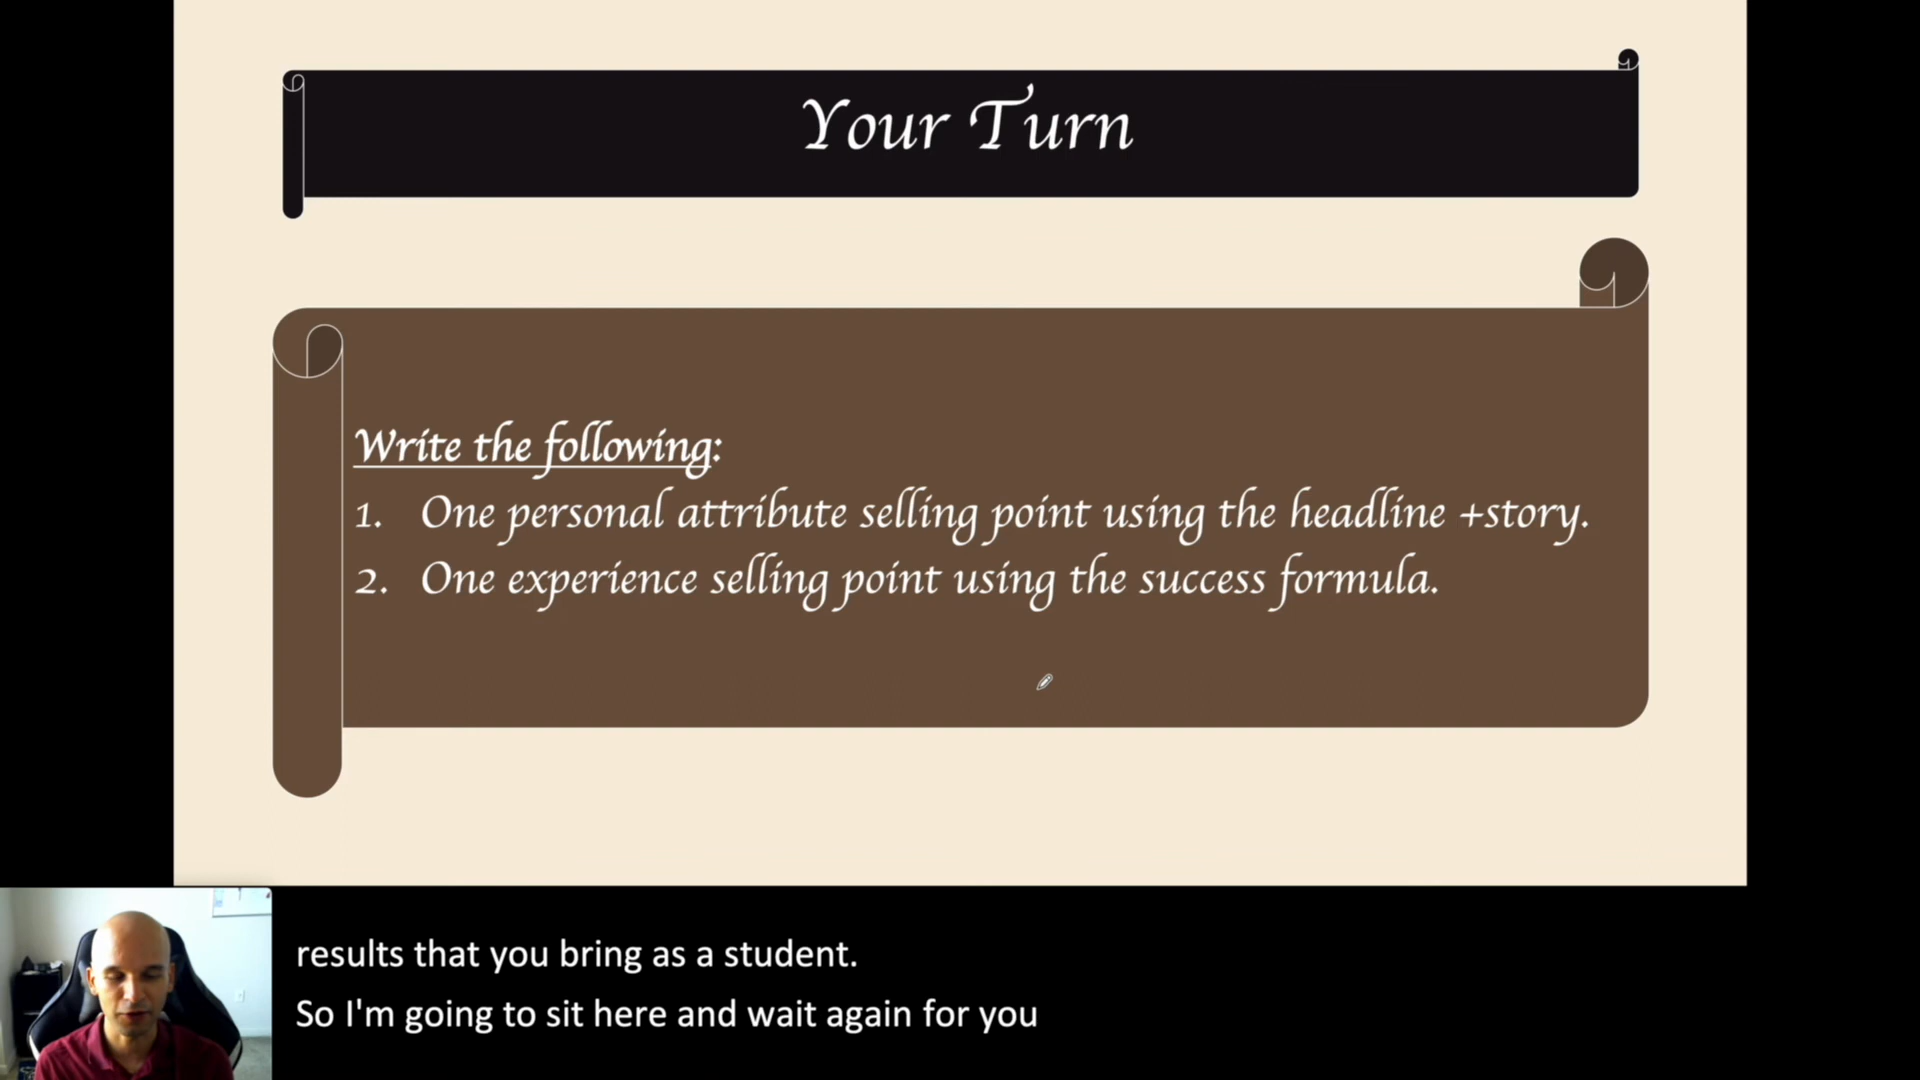 Your Turn
Write the following:
1. One personal attribute selling point using the headline +story.
2. One experience selling point using the success formula.
results that you bring as a student.
So I'm going to sit here and wait again for you